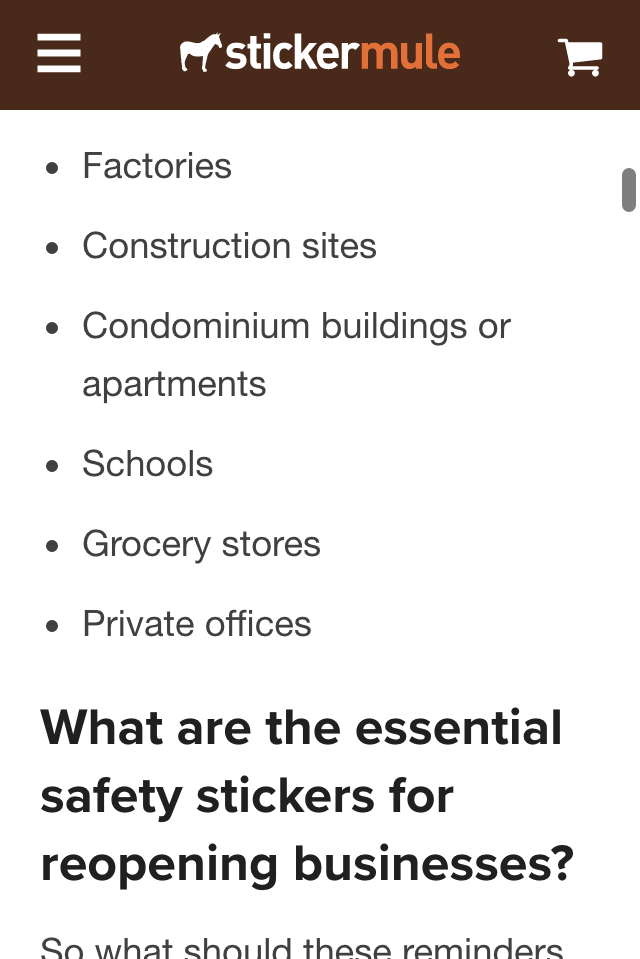 stickermule
Factories
Construction sites
Condominium buildings or
apartments
Schools
Grocery stores
Private offices
What are the essential
safety stickers for
reopening businesses?
So what should these reminders